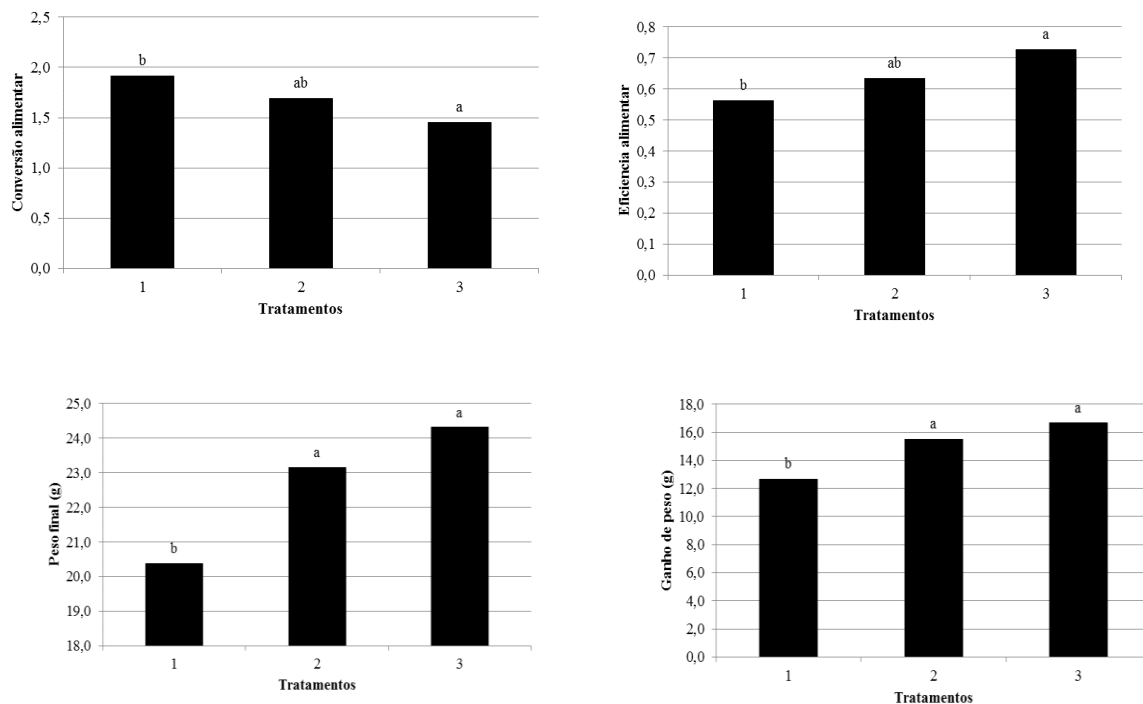 2,5
2,0
1,5
1,0
0,5
0,0
Conversão alimentar
b
ab
a
1 2 3
Tratamentos
0,8
0,7
0,6
0,5
0,4
0,3
0,2
0,1
0,0
Eficiencia alimentar
b
ab
a
1 2 3
Tratamentos
25,0
24,0
23,0
22,0
21,0
20,0
19,0
18,0
Peso final (g)
b
a
a
1 2 3
Tratamentos
18,0
16,0
14,0
12,0
10,0
8,0
6,0
4,0
2,0
0,0
Ganho de peso (g)
b
a
a
1 2 3
Tratamentos